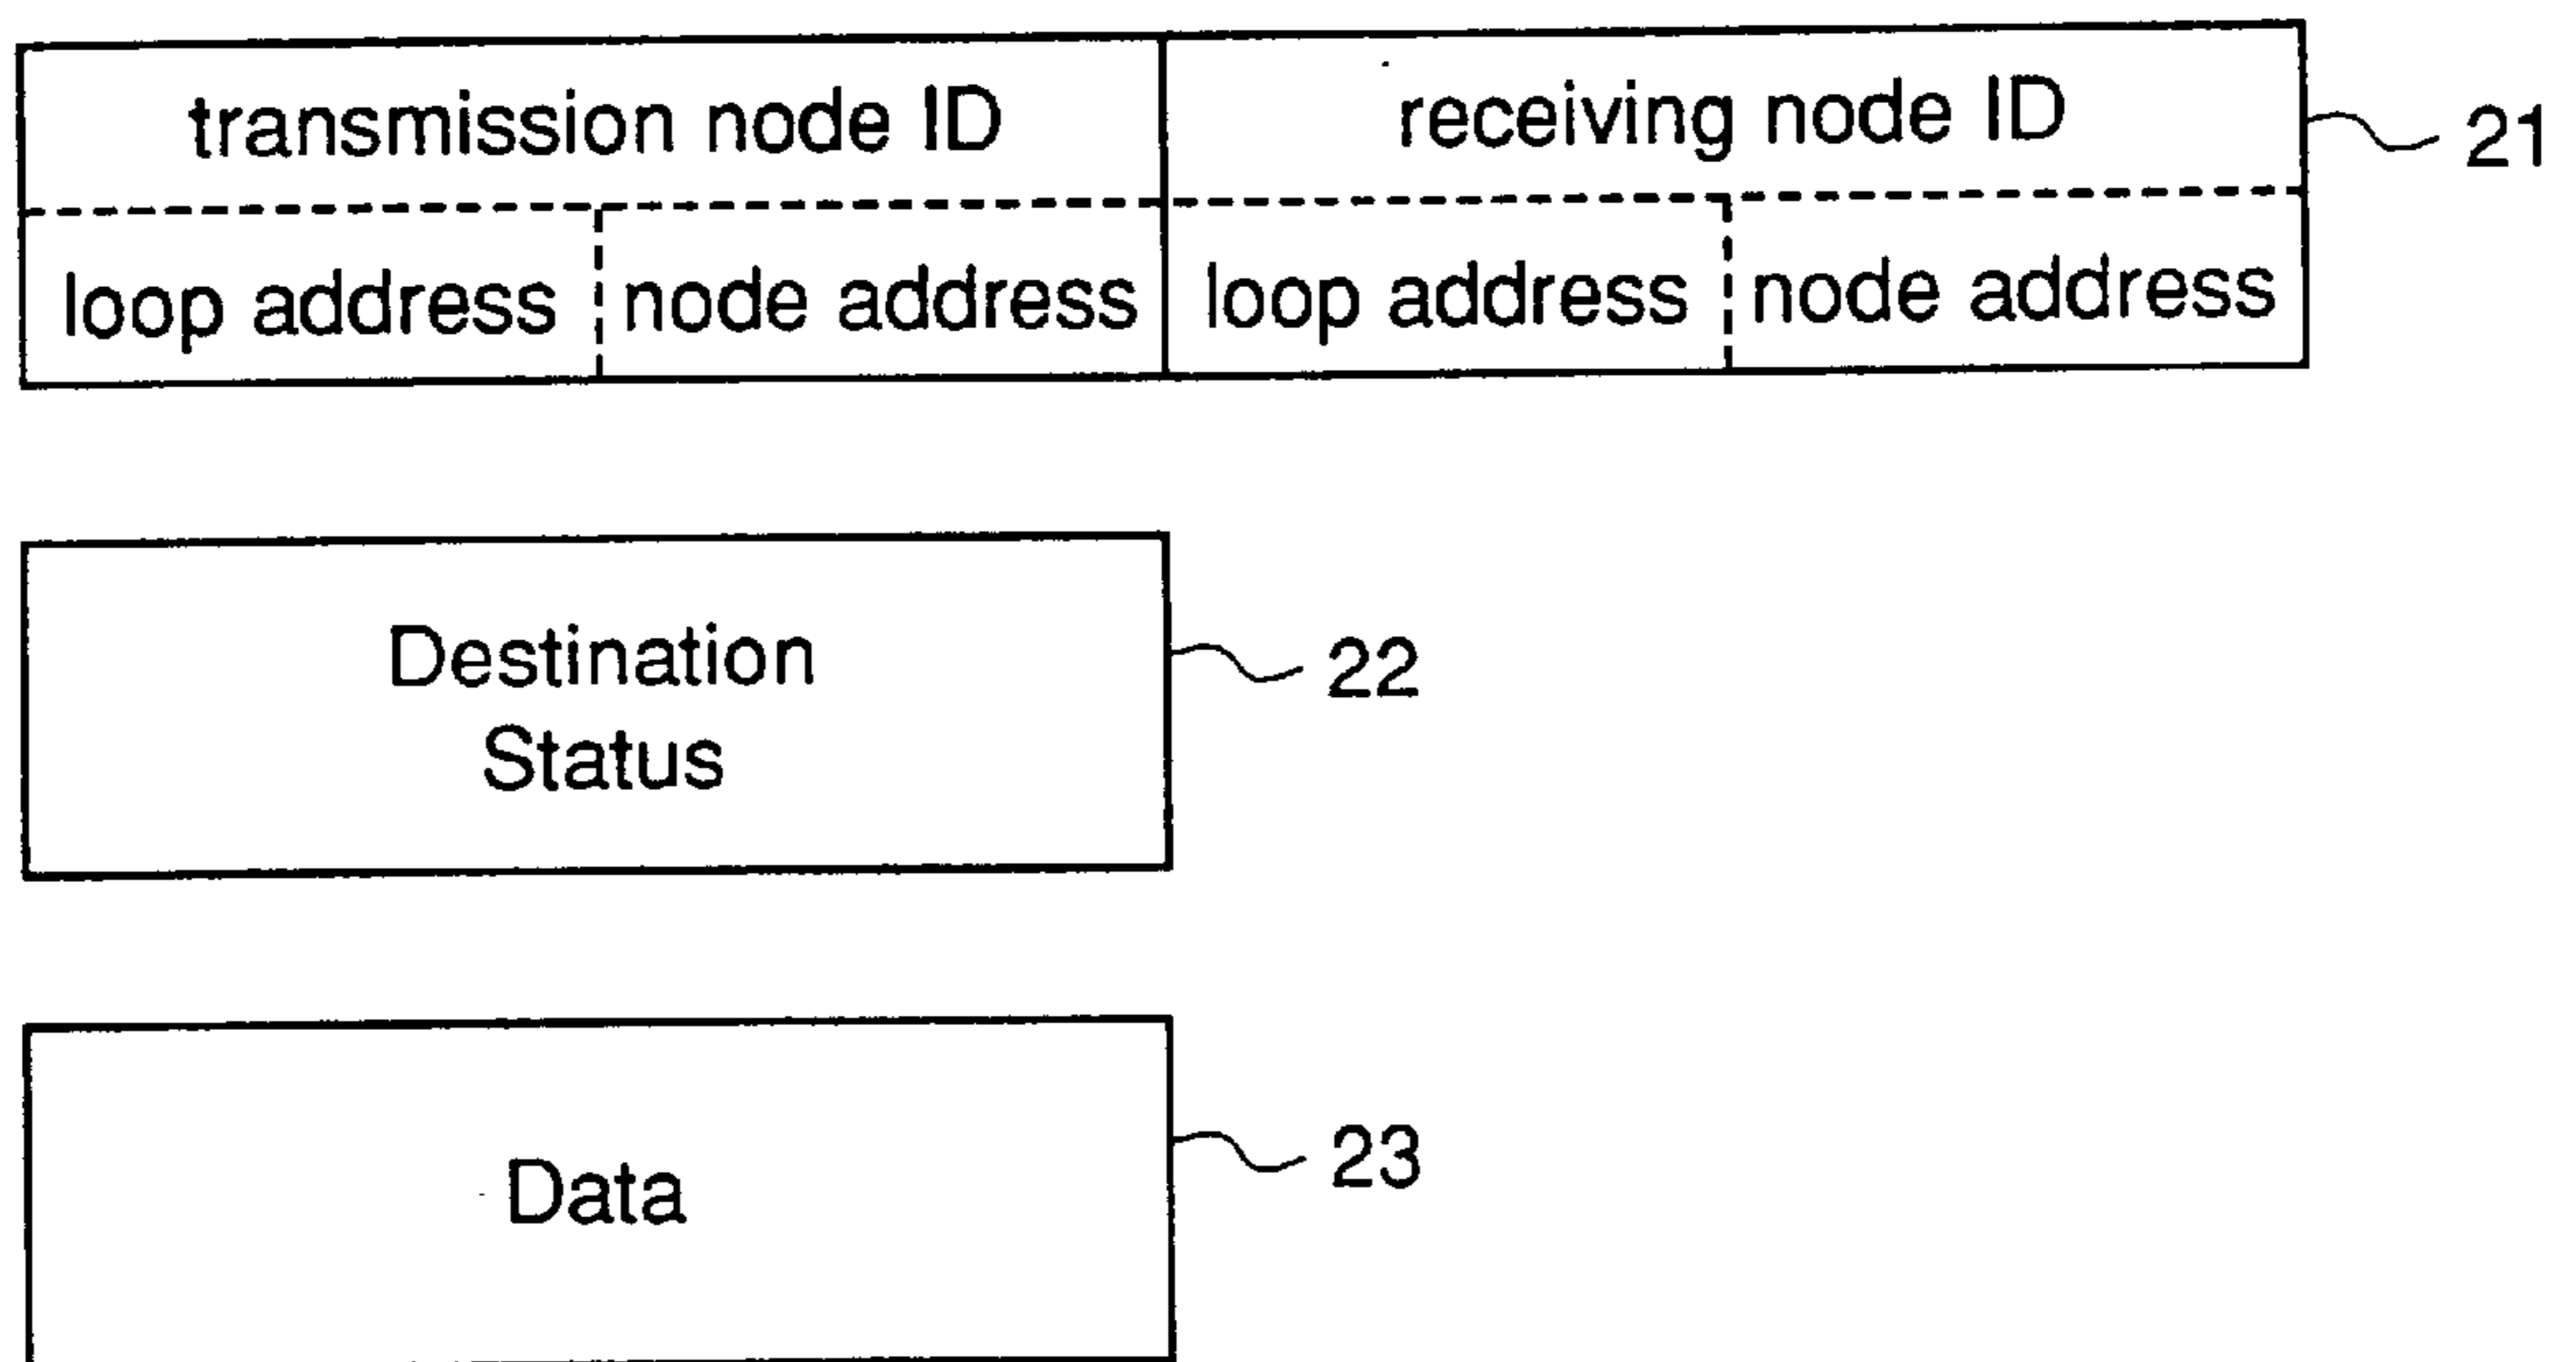 transmission node ID receiving node ID 21
loop address node address loop address node address
Destination 22
Status
Data 23